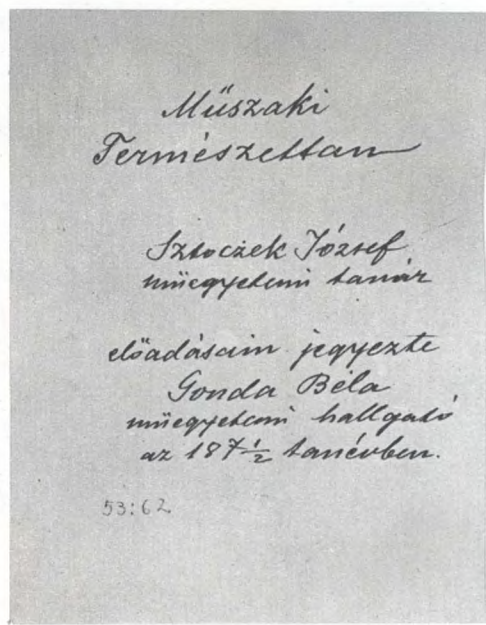 Műszaki
Természettan
Sztoczek József
műegyetemi tanár
előadásain jegyezte
Gonda Béla
műegyetemi hallgató
az 187½ tanévben.
53:62